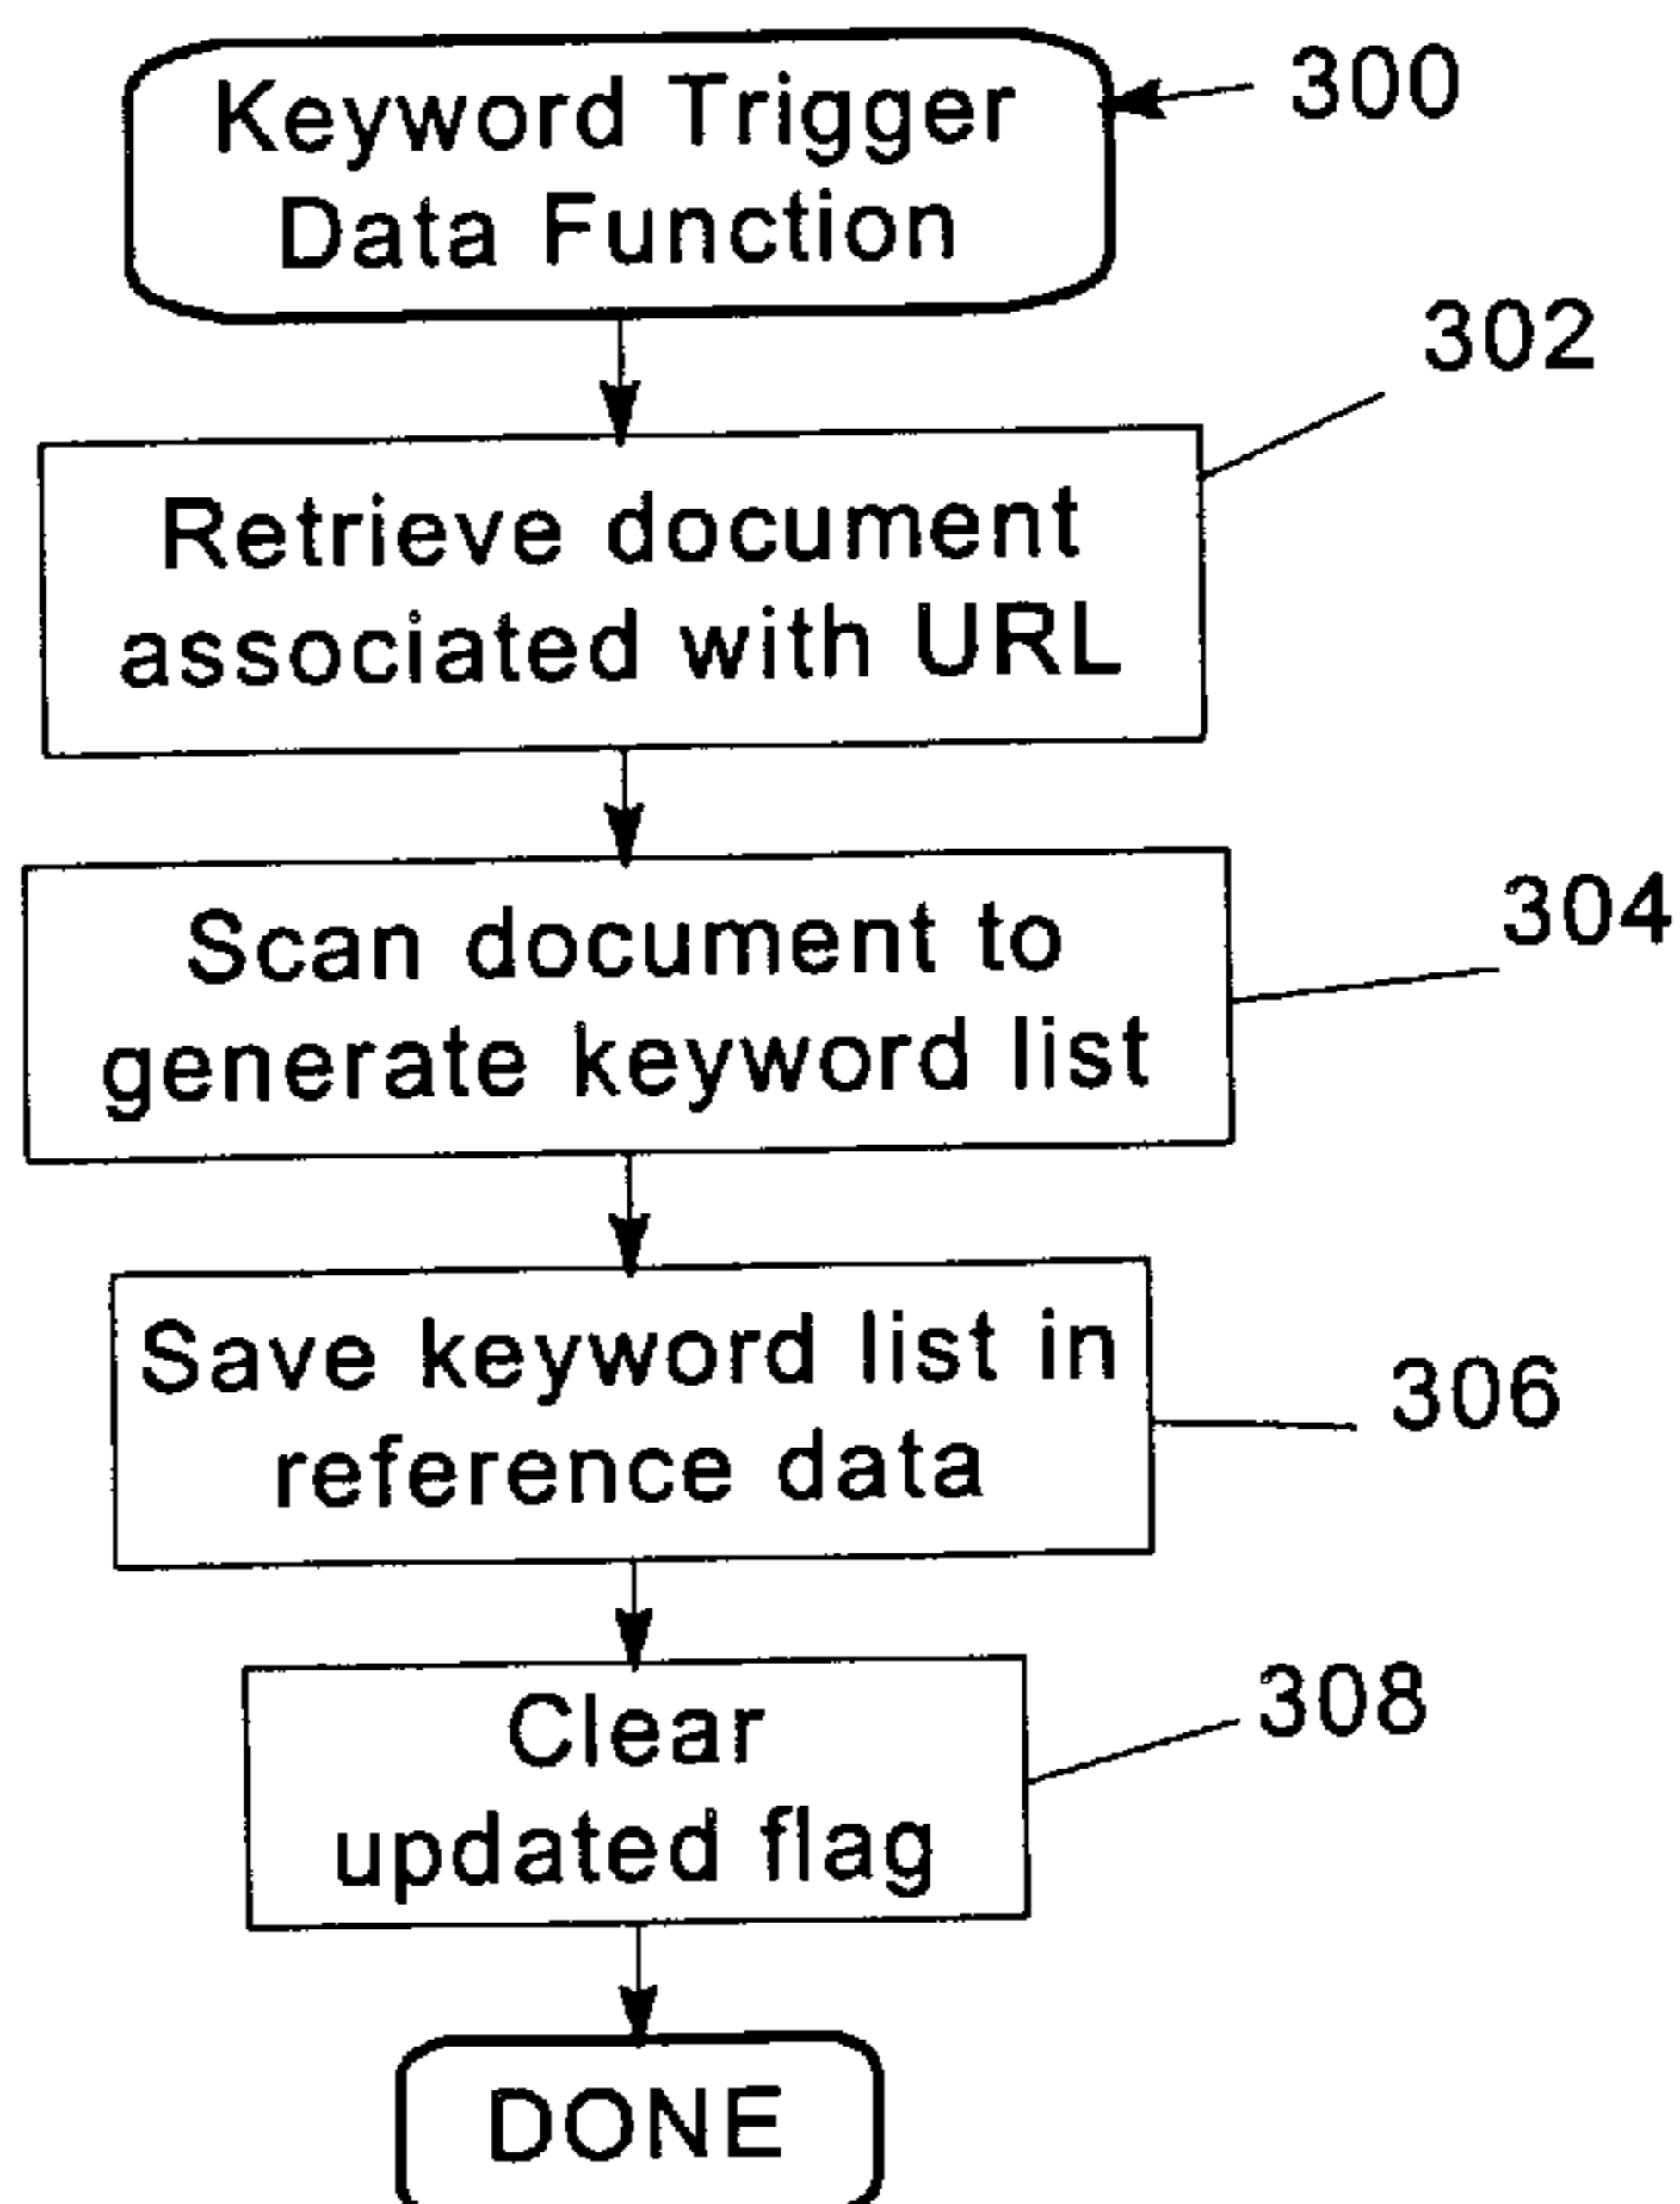 Keyword Trigger
Data Function
300
302
Retrieve document
associated with URL
304
Scan document to
generate keyword list
306
Save keyword list in
reference data
308
Clear
updated flag
DONE